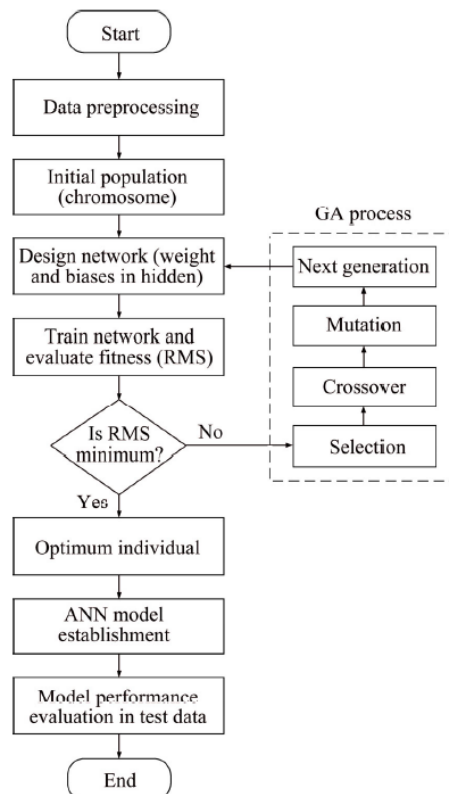 Start
Data preprocessing
Initial population
(chromosome)
GA process
Design network (weight
and biases in hidden)
Next generation
Train network and
evaluate fitness (RMS)
Mutation
Crossover
Is RMS
minimum?
No
Selection
Yes
Optimum individual
ANN model
establishment
Model performance
evaluation in test data
End